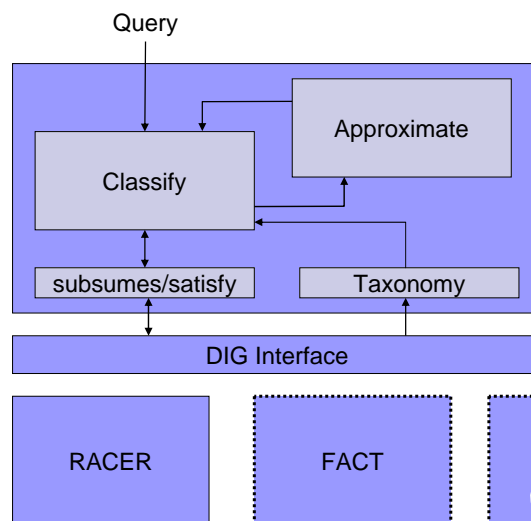 Query
Approximate
Classify
subsumes/satisfy
Taxonomy
DIG Interface
RACER
FACT